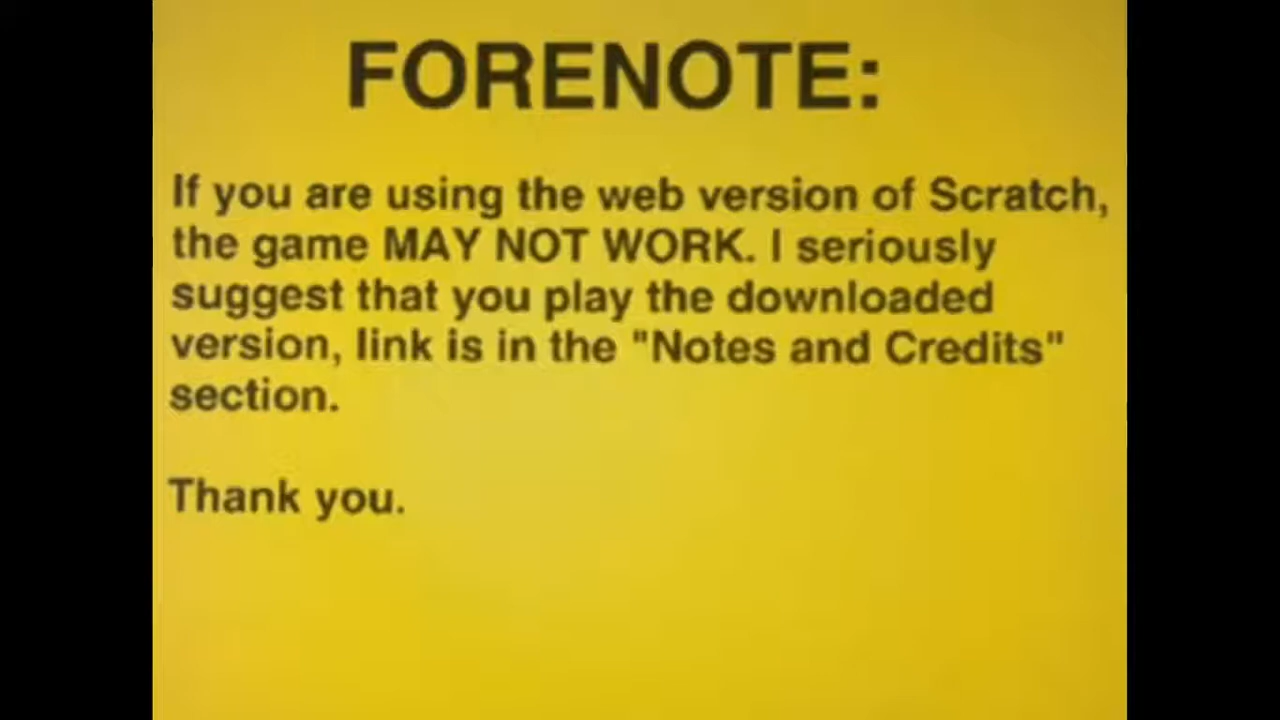 FORENOTE:
If you are using the web version of Scratch,
the game MAY NOT WORK. I seriously
suggest that you play the downloaded
version, link is in the "Notes and Credits"
section.
Thank you.